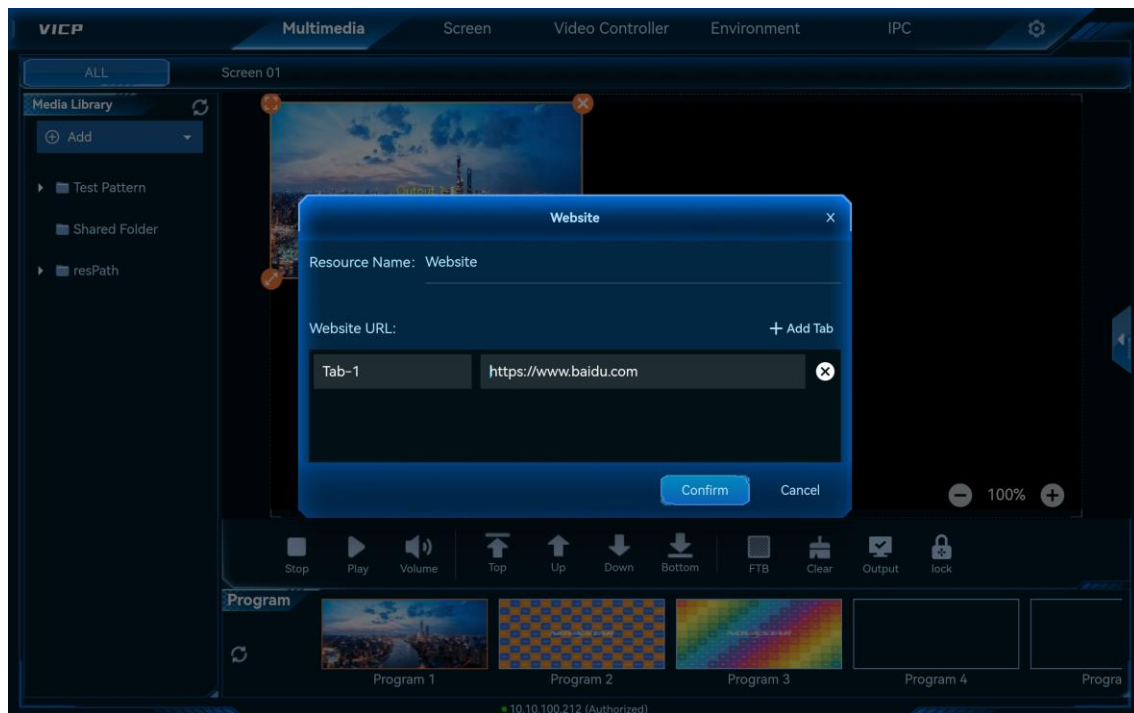 VICP
Multimedia
Screen
Video Controller
Environment
IPC
ALL
Screen 01
Media Library
Add
Test Pattern
Shared Folder
resPath
Website
X
Resource Name: Website
Website URL:
+ Add Tab
Tab-1
https://www.baidu.com
Confirm
Cancel
100%
Stop
Play
Volume
Top
Up
Down
Bottom
FTB
Clear
Output
lock
Program
Program 1
Program 2
Program 3
Program 4
Progra
10.10.100.212 (Authorized)